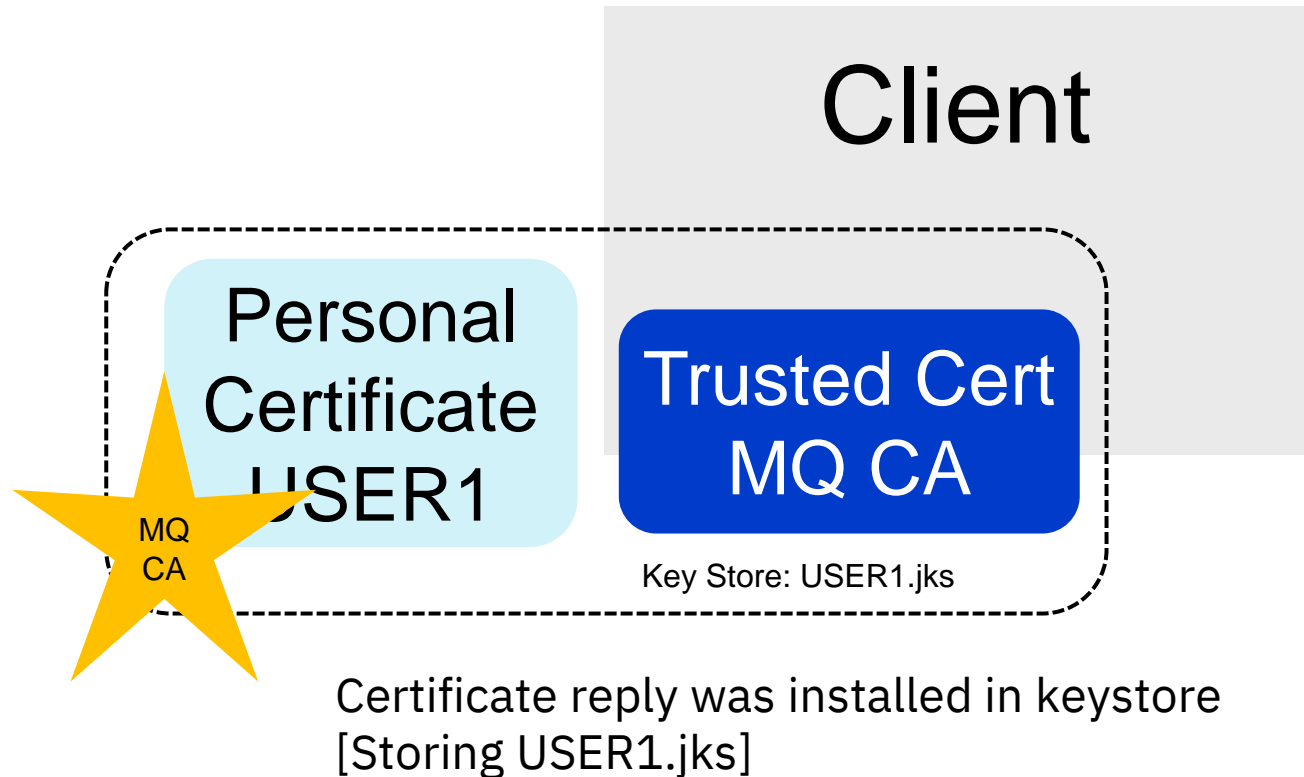 Client
Personal
Certificate
USER1
Trusted Cert
MQ CA
MQ
CA
Key Store: USER1.jks
Certificate reply was installed in keystore
[Storing USER1.jks]